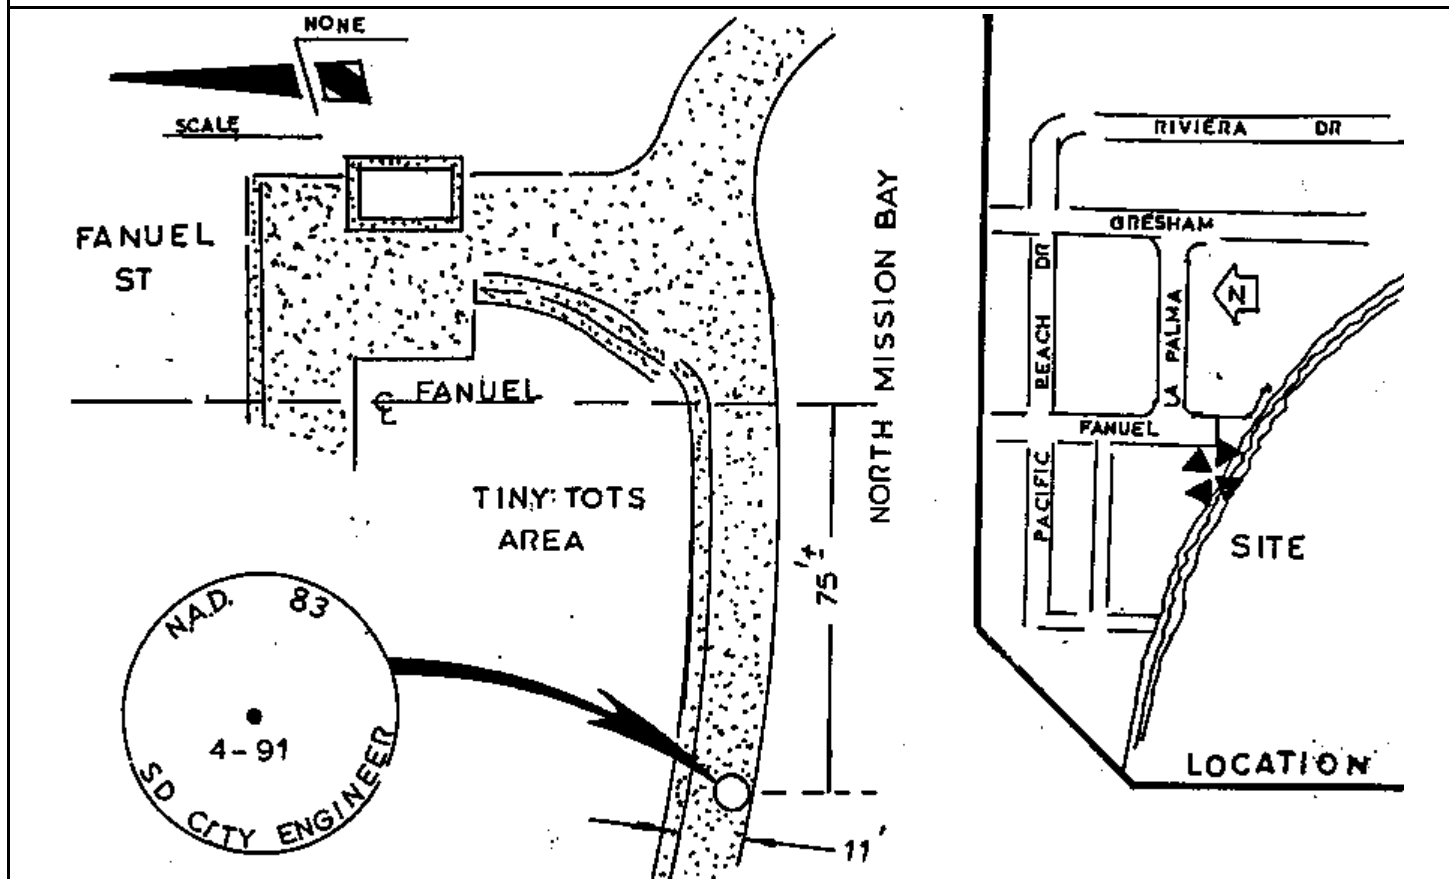 NONE
SCALE
FANUEL
ST
℄ FANUEL
TINY TOTS
AREA
NORTH MISSION BAY
75'±
11'
N.A.D. 83
4-91
SD CITY ENGINEER
RIVIERA DR
GRESHAM
PACIFIC BEACH DR
LA PALMA
N
FANUEL
SITE
LOCATION